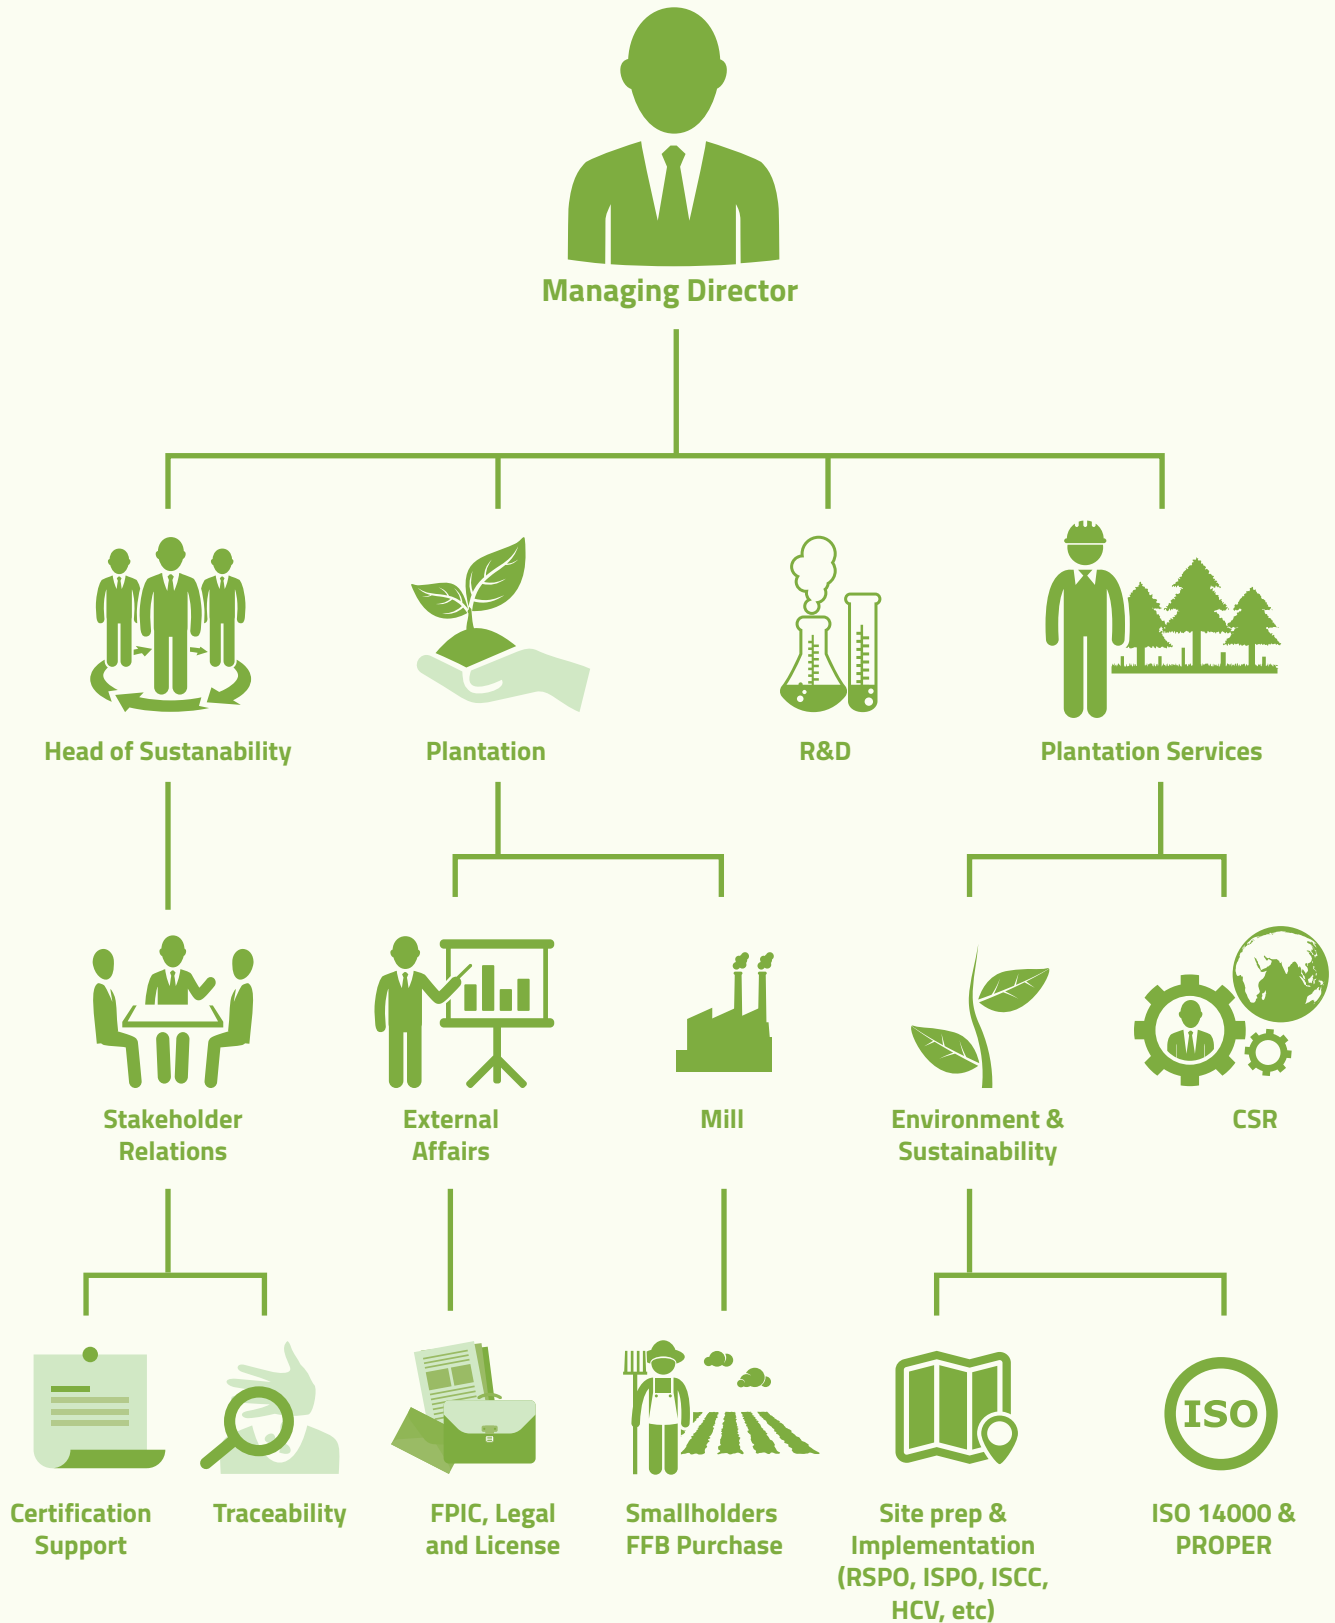 Managing Director
Head of Sustanability
Plantation
R&D
Plantation Services
Stakeholder
Relations
External
Affairs
Mill
Environment &
Sustainability
CSR
Certification
Support
Traceability
FPIC, Legal
and License
Smallholders
FFB Purchase
Site prep &
Implementation
(RSPO, ISPO, ISCC,
HCV, etc)
ISO
ISO 14000 &
PROPER